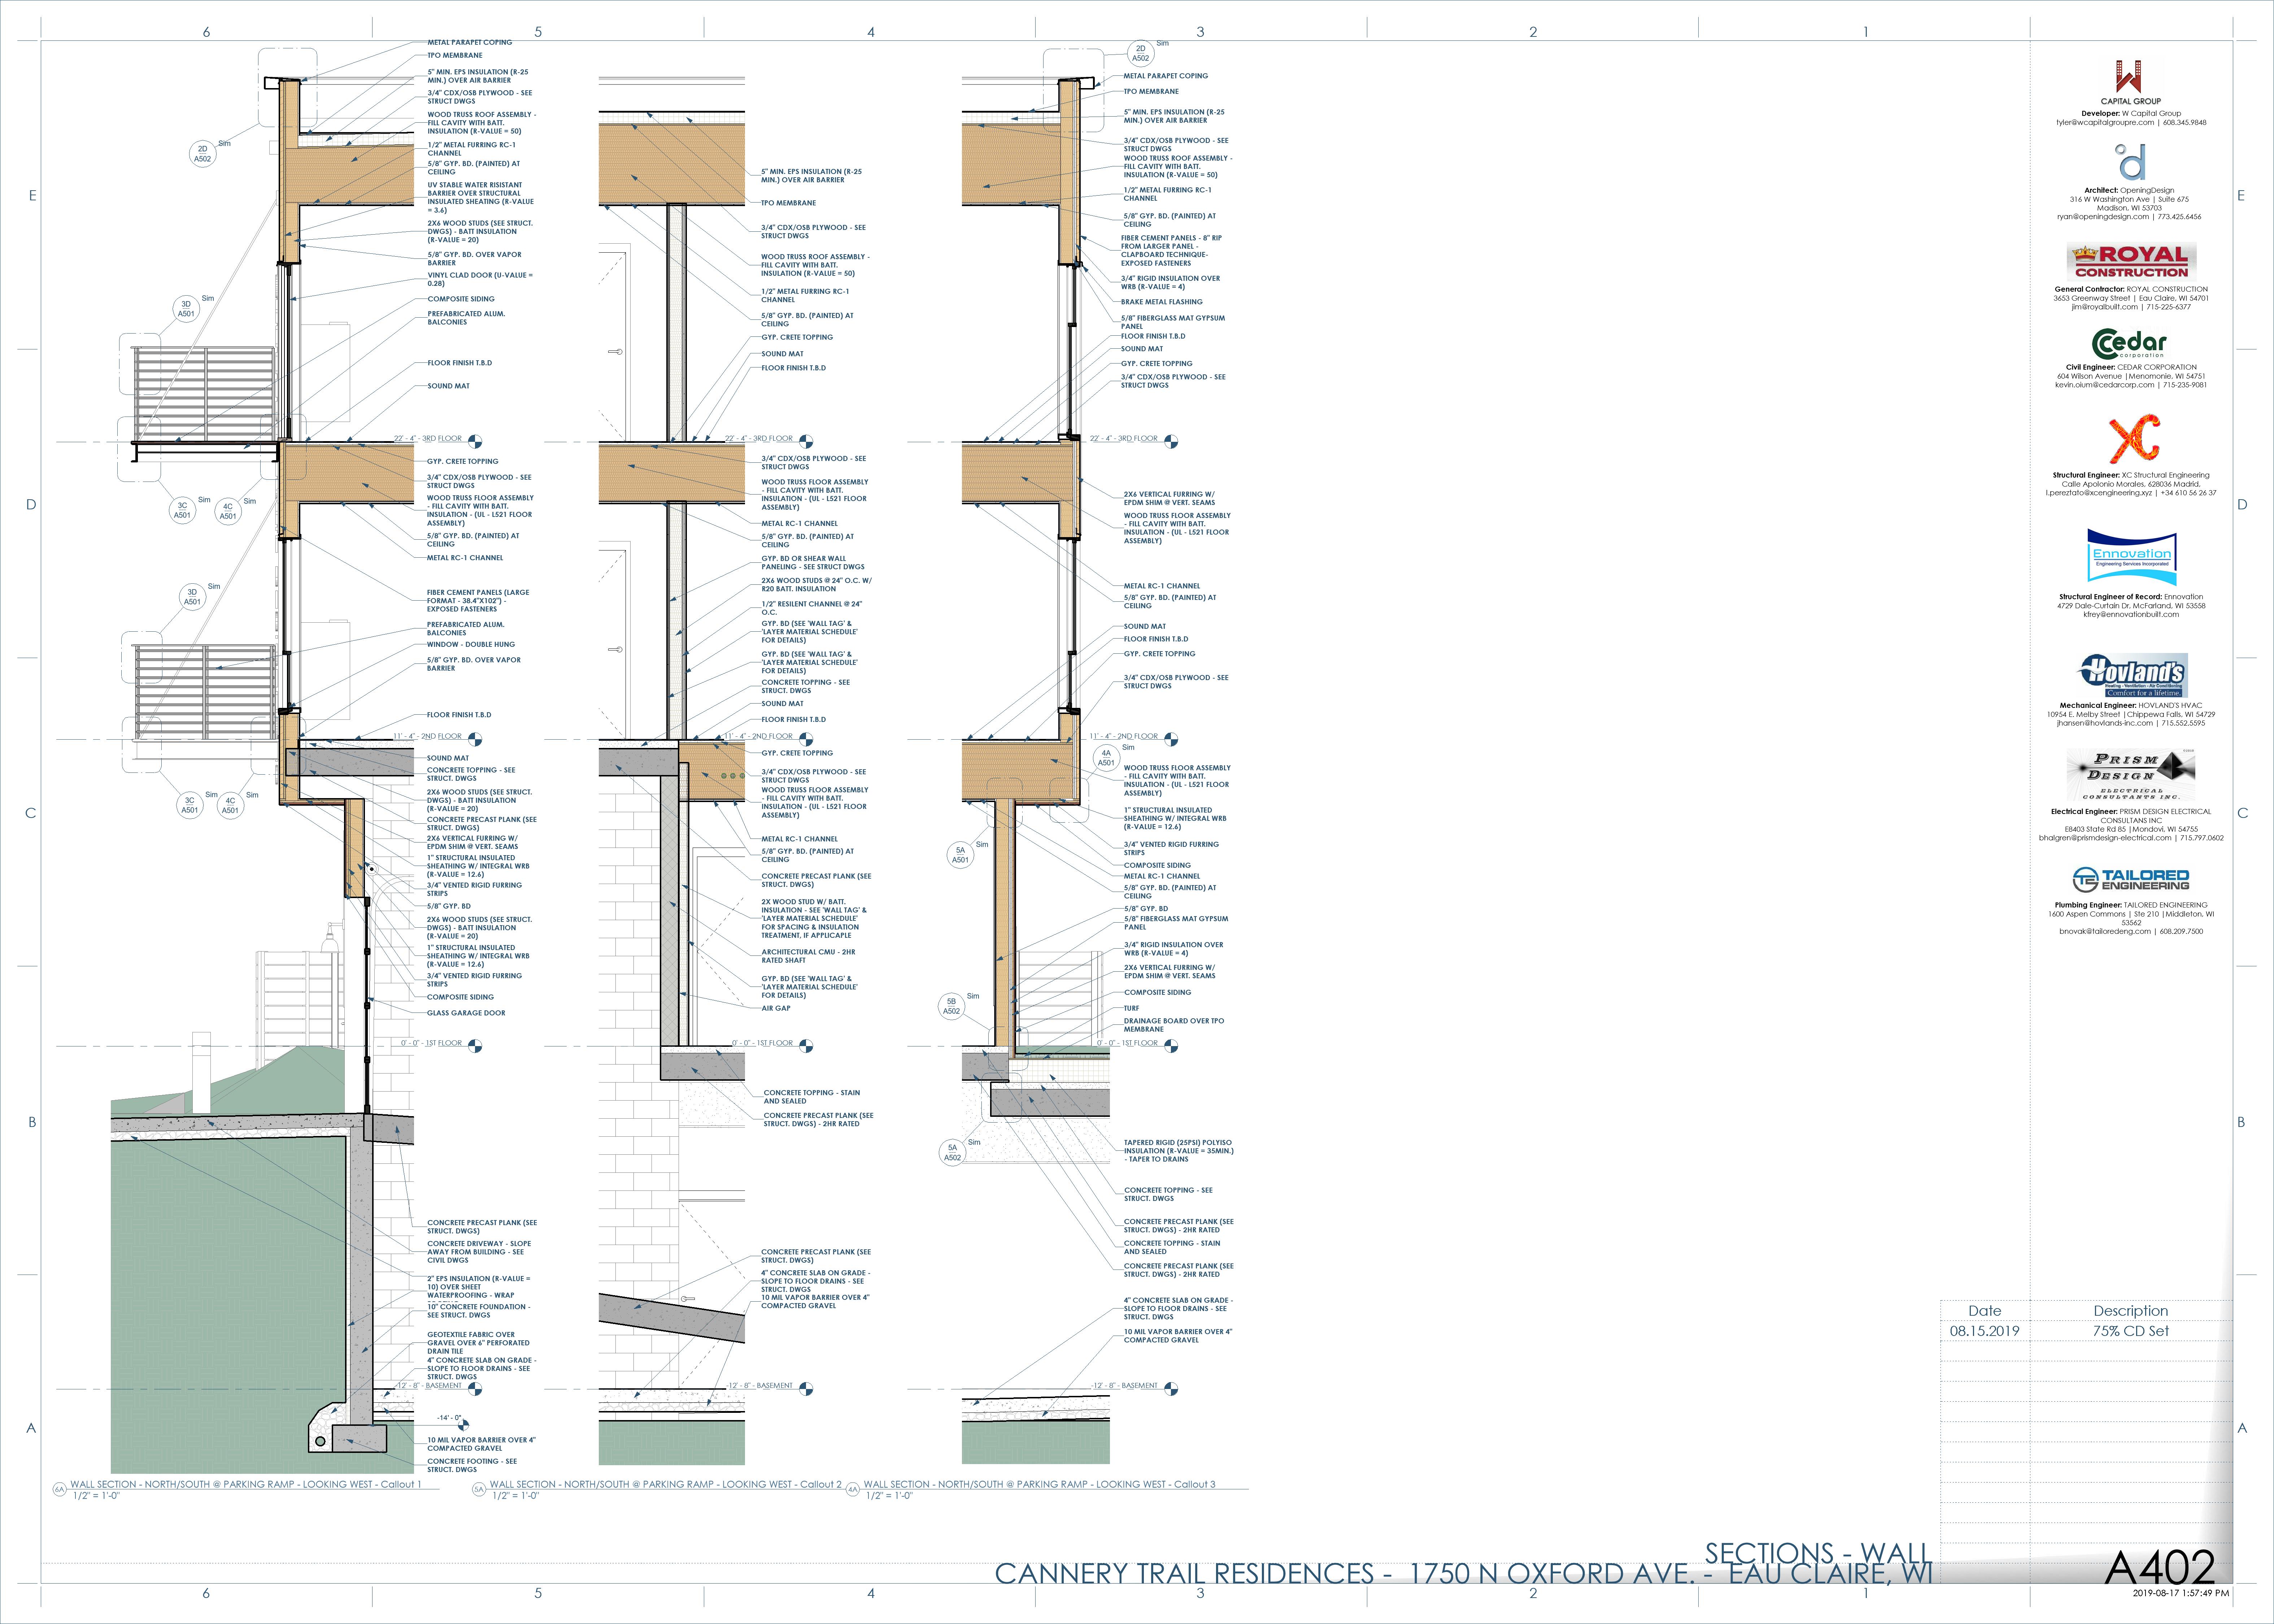 6
5
4
3
2
1
METAL PARAPET COPING
TPO MEMBRANE
5" MIN. EPS INSULATION (R-25
MIN.) OVER AIR BARRIER
3/4" CDX/OSB PLYWOOD - SEE
STRUCT DWGS
WOOD TRUSS ROOF ASSEMBLY -
FILL CAVITY WITH BATT.
INSULATION (R-VALUE = 50)
1/2" METAL FURRING RC-1
CHANNEL
5/8" GYP. BD. (PAINTED) AT
CEILING
UV STABLE WATER RISISTANT
BARRIER OVER STRUCTURAL
INSULATED SHEATING (R-VALUE
= 3.6)
2X6 WOOD STUDS (SEE STRUCT.
DWGS) - BATT INSULATION
(R-VALUE = 20)
5/8" GYP. BD. OVER VAPOR
BARRIER
VINYL CLAD DOOR (U-VALUE =
0.28)
COMPOSITE SIDING
PREFABRICATED ALUM.
BALCONIES
FLOOR FINISH T.B.D
SOUND MAT
22' - 4" - 3RD FLOOR
GYP. CRETE TOPPING
3/4" CDX/OSB PLYWOOD - SEE
STRUCT DWGS
WOOD TRUSS FLOOR ASSEMBLY
- FILL CAVITY WITH BATT.
INSULATION - (UL - L521 FLOOR
ASSEMBLY)
5/8" GYP. BD. (PAINTED) AT
CEILING
METAL RC-1 CHANNEL
FIBER CEMENT PANELS (LARGE
FORMAT - 38.4"X102") -
EXPOSED FASTENERS
PREFABRICATED ALUM.
BALCONIES
WINDOW - DOUBLE HUNG
5/8" GYP. BD. OVER VAPOR
BARRIER
FLOOR FINISH T.B.D
11' - 4" - 2ND FLOOR
SOUND MAT
CONCRETE TOPPING - SEE
STRUCT. DWGS
2X6 WOOD STUDS (SEE STRUCT.
DWGS) - BATT INSULATION
(R-VALUE = 20)
CONCRETE PRECAST PLANK (SEE
STRUCT. DWGS)
2X6 VERTICAL FURRING W/
EPDM SHIM @ VERT. SEAMS
1" STRUCTURAL INSULATED
SHEATHING W/ INTEGRAL WRB
(R-VALUE = 12.6)
3/4" VENTED RIGID FURRING
STRIPS
5/8" GYP. BD
2X6 WOOD STUDS (SEE STRUCT.
DWGS) - BATT INSULATION
(R-VALUE = 20)
1" STRUCTURAL INSULATED
SHEATHING W/ INTEGRAL WRB
(R-VALUE = 12.6)
3/4" VENTED RIGID FURRING
STRIPS
COMPOSITE SIDING
GLASS GARAGE DOOR
0' - 0" - 1ST FLOOR
CONCRETE PRECAST PLANK (SEE
STRUCT. DWGS)
CONCRETE DRIVEWAY - SLOPE
AWAY FROM BUILDING - SEE
CIVIL DWGS
2" EPS INSULATION (R-VALUE =
10) OVER SHEET
WATERPROOFING - WRAP
10" CONCRETE FOUNDATION -
SEE STRUCT. DWGS
GEOTEXTILE FABRIC OVER
GRAVEL OVER 6" PERFORATED
DRAIN TILE
4" CONCRETE SLAB ON GRADE -
SLOPE TO FLOOR DRAINS - SEE
STRUCT. DWGS
-12' - 8" - BASEMENT
-14' - 0"
10 MIL VAPOR BARRIER OVER 4"
COMPACTED GRAVEL
CONCRETE FOOTING - SEE
STRUCT. DWGS
2D
A502
Sim
3D
A501
Sim
3C
A501
Sim
4C
A501
Sim
3D
A501
Sim
3C
A501
Sim
4C
A501
Sim
6A
WALL SECTION - NORTH/SOUTH @ PARKING RAMP - LOOKING WEST - Callout 1
1/2" = 1'-0"
5" MIN. EPS INSULATION (R-25
MIN.) OVER AIR BARRIER
TPO MEMBRANE
3/4" CDX/OSB PLYWOOD - SEE
STRUCT DWGS
WOOD TRUSS ROOF ASSEMBLY -
FILL CAVITY WITH BATT.
INSULATION (R-VALUE = 50)
1/2" METAL FURRING RC-1
CHANNEL
5/8" GYP. BD. (PAINTED) AT
CEILING
GYP. CRETE TOPPING
SOUND MAT
FLOOR FINISH T.B.D
22' - 4" - 3RD FLOOR
3/4" CDX/OSB PLYWOOD - SEE
STRUCT DWGS
WOOD TRUSS FLOOR ASSEMBLY
- FILL CAVITY WITH BATT.
INSULATION - (UL - L521 FLOOR
ASSEMBLY)
METAL RC-1 CHANNEL
5/8" GYP. BD. (PAINTED) AT
CEILING
GYP. BD OR SHEAR WALL
PANELING - SEE STRUCT DWGS
2X6 WOOD STUDS @ 24" O.C. W/
R20 BATT. INSULATION
1/2" RESILENT CHANNEL @ 24"
O.C.
GYP. BD (SEE 'WALL TAG' &
'LAYER MATERIAL SCHEDULE'
FOR DETAILS)
GYP. BD (SEE 'WALL TAG' &
'LAYER MATERIAL SCHEDULE'
FOR DETAILS)
CONCRETE TOPPING - SEE
STRUCT. DWGS
SOUND MAT
FLOOR FINISH T.B.D
11' - 4" - 2ND FLOOR
GYP. CRETE TOPPING
3/4" CDX/OSB PLYWOOD - SEE
STRUCT DWGS
WOOD TRUSS FLOOR ASSEMBLY
- FILL CAVITY WITH BATT.
INSULATION - (UL - L521 FLOOR
ASSEMBLY)
METAL RC-1 CHANNEL
5/8" GYP. BD. (PAINTED) AT
CEILING
CONCRETE PRECAST PLANK (SEE
STRUCT. DWGS)
2X WOOD STUD W/ BATT.
INSULATION - SEE 'WALL TAG' &
'LAYER MATERIAL SCHEDULE'
FOR SPACING & INSULATION
TREATMENT, IF APPLICAPLE
ARCHITECTURAL CMU - 2HR
RATED SHAFT
GYP. BD (SEE 'WALL TAG' &
'LAYER MATERIAL SCHEDULE'
FOR DETAILS)
AIR GAP
0' - 0" - 1ST FLOOR
CONCRETE TOPPING - STAIN
AND SEALED
CONCRETE PRECAST PLANK (SEE
STRUCT. DWGS) - 2HR RATED
CONCRETE PRECAST PLANK (SEE
STRUCT. DWGS)
4" CONCRETE SLAB ON GRADE -
SLOPE TO FLOOR DRAINS - SEE
STRUCT. DWGS
10 MIL VAPOR BARRIER OVER 4"
COMPACTED GRAVEL
-12' - 8" - BASEMENT
5A
WALL SECTION - NORTH/SOUTH @ PARKING RAMP - LOOKING WEST - Callout 2
1/2" = 1'-0"
2D
A502
Sim
METAL PARAPET COPING
TPO MEMBRANE
5" MIN. EPS INSULATION (R-25
MIN.) OVER AIR BARRIER
3/4" CDX/OSB PLYWOOD - SEE
STRUCT DWGS
WOOD TRUSS ROOF ASSEMBLY -
FILL CAVITY WITH BATT.
INSULATION (R-VALUE = 50)
1/2" METAL FURRING RC-1
CHANNEL
5/8" GYP. BD. (PAINTED) AT
CEILING
FIBER CEMENT PANELS - 8" RIP
FROM LARGER PANEL -
CLAPBOARD TECHNIQUE-
EXPOSED FASTENERS
3/4" RIGID INSULATION OVER
WRB (R-VALUE = 4)
BRAKE METAL FLASHING
5/8" FIBERGLASS MAT GYPSUM
PANEL
FLOOR FINISH T.B.D
SOUND MAT
GYP. CRETE TOPPING
3/4" CDX/OSB PLYWOOD - SEE
STRUCT DWGS
22' - 4" - 3RD FLOOR
2X6 VERTICAL FURRING W/
EPDM SHIM @ VERT. SEAMS
WOOD TRUSS FLOOR ASSEMBLY
- FILL CAVITY WITH BATT.
INSULATION - (UL - L521 FLOOR
ASSEMBLY)
METAL RC-1 CHANNEL
5/8" GYP. BD. (PAINTED) AT
CEILING
SOUND MAT
FLOOR FINISH T.B.D
GYP. CRETE TOPPING
3/4" CDX/OSB PLYWOOD - SEE
STRUCT DWGS
11' - 4" - 2ND FLOOR
4A
A501
Sim
WOOD TRUSS FLOOR ASSEMBLY
- FILL CAVITY WITH BATT.
INSULATION - (UL - L521 FLOOR
ASSEMBLY)
1" STRUCTURAL INSULATED
SHEATHING W/ INTEGRAL WRB
(R-VALUE = 12.6)
3/4" VENTED RIGID FURRING
STRIPS
COMPOSITE SIDING
METAL RC-1 CHANNEL
5/8" GYP. BD. (PAINTED) AT
CEILING
5/8" GYP. BD
5/8" FIBERGLASS MAT GYPSUM
PANEL
3/4" RIGID INSULATION OVER
WRB (R-VALUE = 4)
2X6 VERTICAL FURRING W/
EPDM SHIM @ VERT. SEAMS
COMPOSITE SIDING
TURF
DRAINAGE BOARD OVER TPO
MEMBRANE
0' - 0" - 1ST FLOOR
5A
A501
Sim
5B
A502
Sim
5A
A502
Sim
TAPERED RIGID (25PSI) POLYISO
INSULATION (R-VALUE = 35MIN.)
- TAPER TO DRAINS
CONCRETE TOPPING - SEE
STRUCT. DWGS
CONCRETE PRECAST PLANK (SEE
STRUCT. DWGS) - 2HR RATED
CONCRETE TOPPING - STAIN
AND SEALED
CONCRETE PRECAST PLANK (SEE
STRUCT. DWGS) - 2HR RATED
4" CONCRETE SLAB ON GRADE -
SLOPE TO FLOOR DRAINS - SEE
STRUCT. DWGS
10 MIL VAPOR BARRIER OVER 4"
COMPACTED GRAVEL
-12' - 8" - BASEMENT
4A
WALL SECTION - NORTH/SOUTH @ PARKING RAMP - LOOKING WEST - Callout 3
1/2" = 1'-0"
E
D
C
B
A
E
D
C
B
A
W
CAPITAL GROUP
Developer: W Capital Group
tyler@wcapitalgroupre.com | 608.345.9848
Architect: OpeningDesign
316 W Washington Ave | Suite 675
Madison, WI 53703
ryan@openingdesign.com | 773.425.6456
ROYAL
CONSTRUCTION
General Contractor: ROYAL CONSTRUCTION
3653 Greenway Street | Eau Claire, WI 54701
jim@royalbuilt.com | 715-225-6377
Cedar
corporation
Civil Engineer: CEDAR CORPORATION
604 Wilson Avenue |Menomonie, WI 54751
kevin.oium@cedarcorp.com | 715-235-9081
XC
Structural Engineer: XC Structural Engineering
Calle Apolonio Morales, 628036 Madrid,
l.pereztato@xcengineering.xyz | +34 610 56 26 37
Ennovation
Engineering Services Incorporated
Structural Engineer of Record: Ennovation
4729 Dale-Curtain Dr, McFarland, WI 53558
kfrey@ennovationbuilt.com
Hovland's
Heating - Ventilation - Air Conditioning
Comfort for a lifetime.
Mechanical Engineer: HOVLAND'S HVAC
10954 E. Melby Street |Chippewa Falls, WI 54729
jhansen@hovlands-inc.com | 715.552.5595
PRISM
DESIGN
ELECTRICAL
CONSULTANTS INC.
Electrical Engineer: PRISM DESIGN ELECTRICAL
CONSULTANS INC
E8403 State Rd 85 |Mondovi, WI 54755
bhalgren@prismdesign-electrical.com | 715.797.0602
TE TAILORED
ENGINEERING
Plumbing Engineer: TAILORED ENGINEERING
1600 Aspen Commons | Ste 210 |Middleton, WI
53562
bnovak@tailoredeng.com | 608.209.7500
Date Description
08.15.2019 75% CD Set
SECTIONS - WALL
CANNERY TRAIL RESIDENCES - 1750 N OXFORD AVE. - EAU CLAIRE, WI
A402
2019-08-17 1:57:49 PM
6
5
4
3
2
1